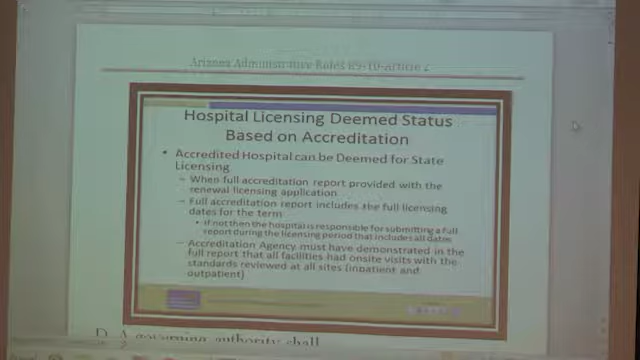 Arizona Administrative Rules R9-10-Article 2
Hospital Licensing Deemed Status
Based on Accreditation
• Accredited Hospital can be Deemed for State
Licensing
– When full accreditation report provided with the
renewal licensing application
– Full accreditation report includes the full licensing
dates for the term
• If not then the hospital is responsible for submitting a full
report during the licensing period that includes all dates
– Accreditation Agency must have demonstrated in the
full report that all facilities had onsite visits with the
standards reviewed at all sites (inpatient and
outpatient)
D. A governing authority shall